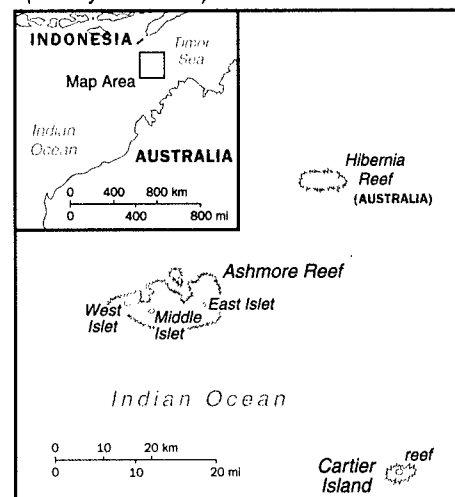 INDONESIA
Timor
Sea
Map Area
Indian
Ocean
AUSTRALIA
0 400 800 km
0 400 800 mi
Hibernia
Reef
(AUSTRALIA)
Ashmore Reef
West
Islet
Middle
Islet
East Islet
Indian Ocean
0 10 20 km
0 10 20 mi
reef
Cartier
Island